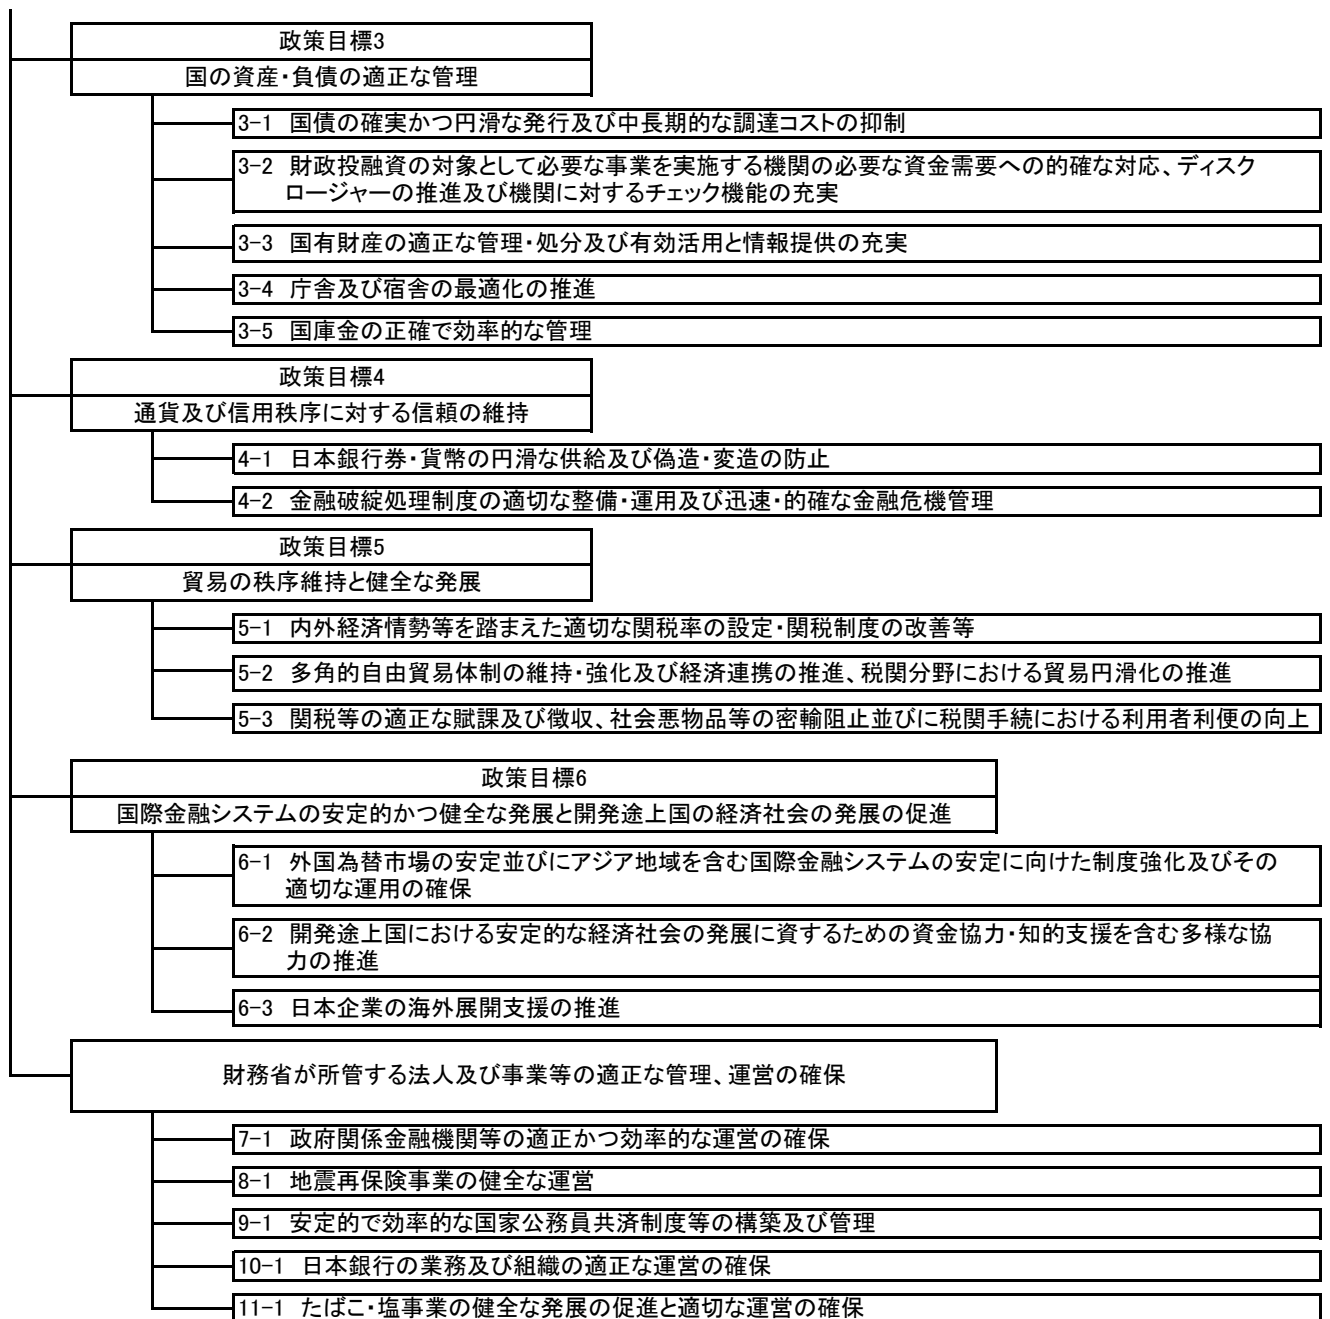 政策目標3
国の資産・負債の適正な管理
3-1 国債の確実かつ円滑な発行及び中長期的な調達コストの抑制
3-2 財政投融資の対象として必要な事業を実施する機関の必要な資金需要への的確な対応、ディスク
ロージャーの推進及び機関に対するチェック機能の充実
3-3 国有財産の適正な管理・処分及び有効活用と情報提供の充実
3-4 庁舎及び宿舎の最適化の推進
3-5 国庫金の正確で効率的な管理
政策目標4
通貨及び信用秩序に対する信頼の維持
4-1 日本銀行券・貨幣の円滑な供給及び偽造・変造の防止
4-2 金融破綻処理制度の適切な整備・運用及び迅速・的確な金融危機管理
政策目標5
貿易の秩序維持と健全な発展
5-1 内外経済情勢等を踏まえた適切な関税率の設定・関税制度の改善等
5-2 多角的自由貿易体制の維持・強化及び経済連携の推進、税関分野における貿易円滑化の推進
5-3 関税等の適正な賦課及び徴収、社会悪物品等の密輸阻止並びに税関手続における利用者利便の向上
政策目標6
国際金融システムの安定的かつ健全な発展と開発途上国の経済社会の発展の促進
6-1 外国為替市場の安定並びにアジア地域を含む国際金融システムの安定に向けた制度強化及びその
適切な運用の確保
6-2 開発途上国における安定的な経済社会の発展に資するための資金協力・知的支援を含む多様な協
力の推進
6-3 日本企業の海外展開支援の推進
財務省が所管する法人及び事業等の適正な管理、運営の確保
7-1 政府関係金融機関等の適正かつ効率的な運営の確保
8-1 地震再保険事業の健全な運営
9-1 安定的で効率的な国家公務員共済制度等の構築及び管理
10-1 日本銀行の業務及び組織の適正な運営の確保
11-1 たばこ・塩事業の健全な発展の促進と適切な運営の確保